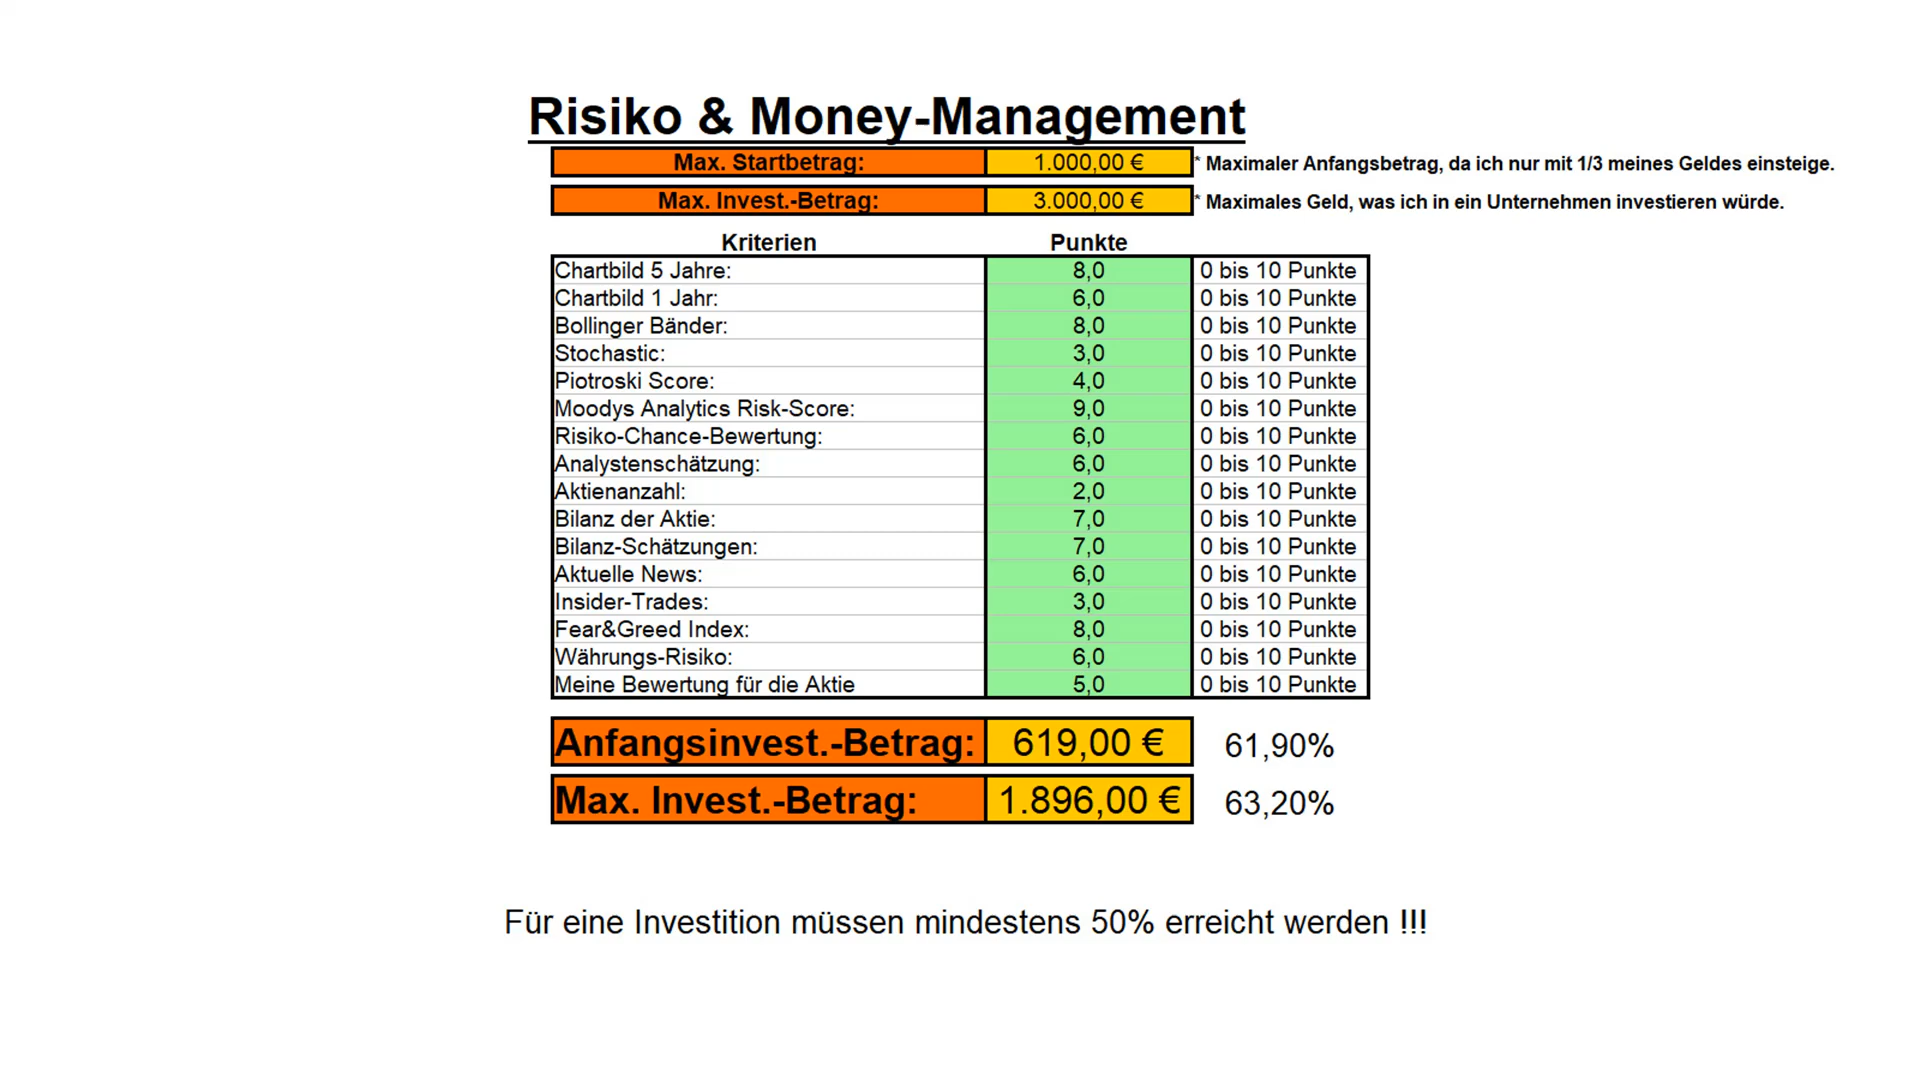 Risiko & Money-Management
Max. Startbetrag: 1.000,00 € * Maximaler Anfangsbetrag, da ich nur mit 1/3 meines Geldes einsteige.
Max. Invest.-Betrag: 3.000,00 € * Maximales Geld, was ich in ein Unternehmen investieren würde.
Kriterien Punkte
Chartbild 5 Jahre: 8,0 0 bis 10 Punkte
Chartbild 1 Jahr: 6,0 0 bis 10 Punkte
Bollinger Bänder: 8,0 0 bis 10 Punkte
Stochastic: 3,0 0 bis 10 Punkte
Piotroski Score: 4,0 0 bis 10 Punkte
Moodys Analytics Risk-Score: 9,0 0 bis 10 Punkte
Risiko-Chance-Bewertung: 6,0 0 bis 10 Punkte
Analystenschätzung: 6,0 0 bis 10 Punkte
Aktienanzahl: 2,0 0 bis 10 Punkte
Bilanz der Aktie: 7,0 0 bis 10 Punkte
Bilanz-Schätzungen: 7,0 0 bis 10 Punkte
Aktuelle News: 6,0 0 bis 10 Punkte
Insider-Trades: 3,0 0 bis 10 Punkte
Fear&Greed Index: 8,0 0 bis 10 Punkte
Währungs-Risiko: 6,0 0 bis 10 Punkte
Meine Bewertung für die Aktie 5,0 0 bis 10 Punkte
Anfangsinvest.-Betrag: 619,00 € 61,90%
Max. Invest.-Betrag: 1.896,00 € 63,20%
Für eine Investition müssen mindestens 50% erreicht werden !!!